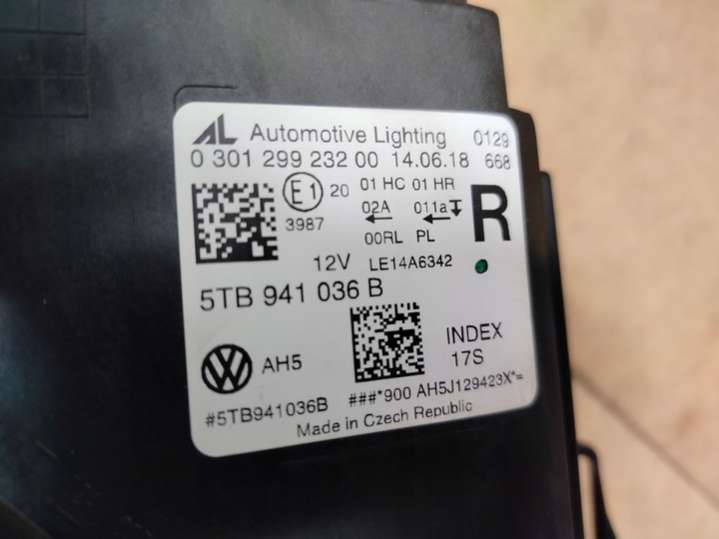 AL Automotive Lighting 0129
0 301 299 232 00 14.06.18 668
E1 20 01 HC 01 HR
02A 011a R
3987
00RL PL
12V LE14A6342
5TB 941 036 B
VW AH5
INDEX
17S
#5TB941036B ###*900 AH5J129423X*=
Made in Czech Republic